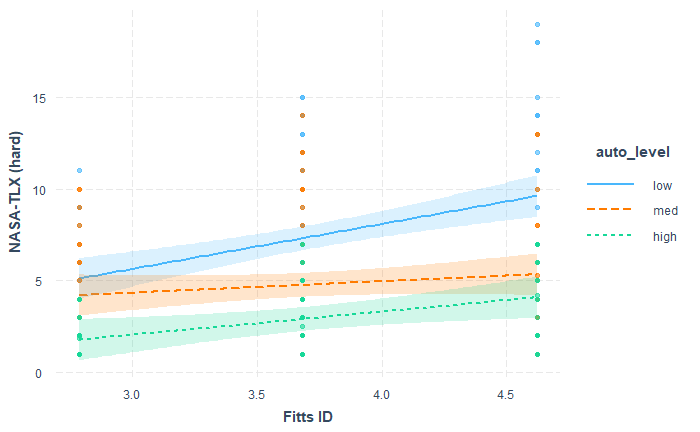 NASA-TLX (hard)
15
10
5
0
3.0 3.5 4.0 4.5
Fitts ID
auto_level
low
med
high